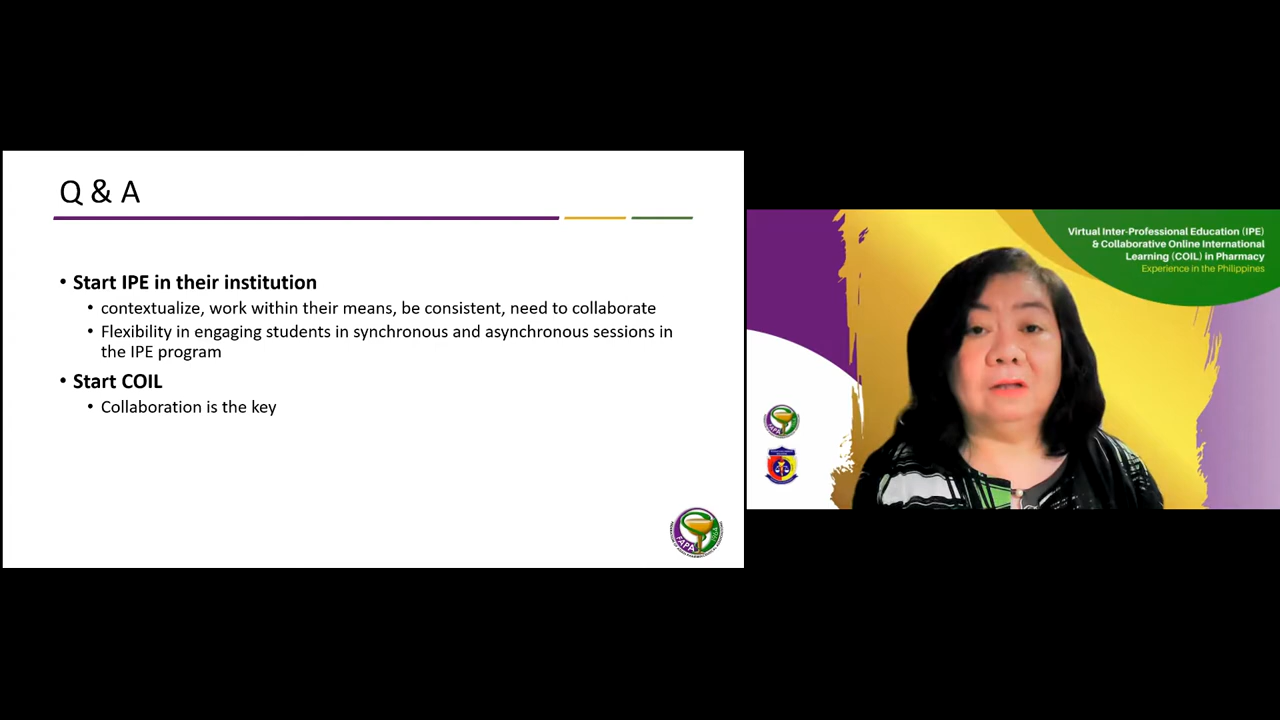 Q & A
• Start IPE in their institution
• contextualize, work within their means, be consistent, need to collaborate
• Flexibility in engaging students in synchronous and asynchronous sessions in
the IPE program
• Start COIL
• Collaboration is the key
FAPA
Virtual Inter-Professional Education (IPE)
& Collaborative Online International
Learning (COIL) in Pharmacy
Experience in the Philippines